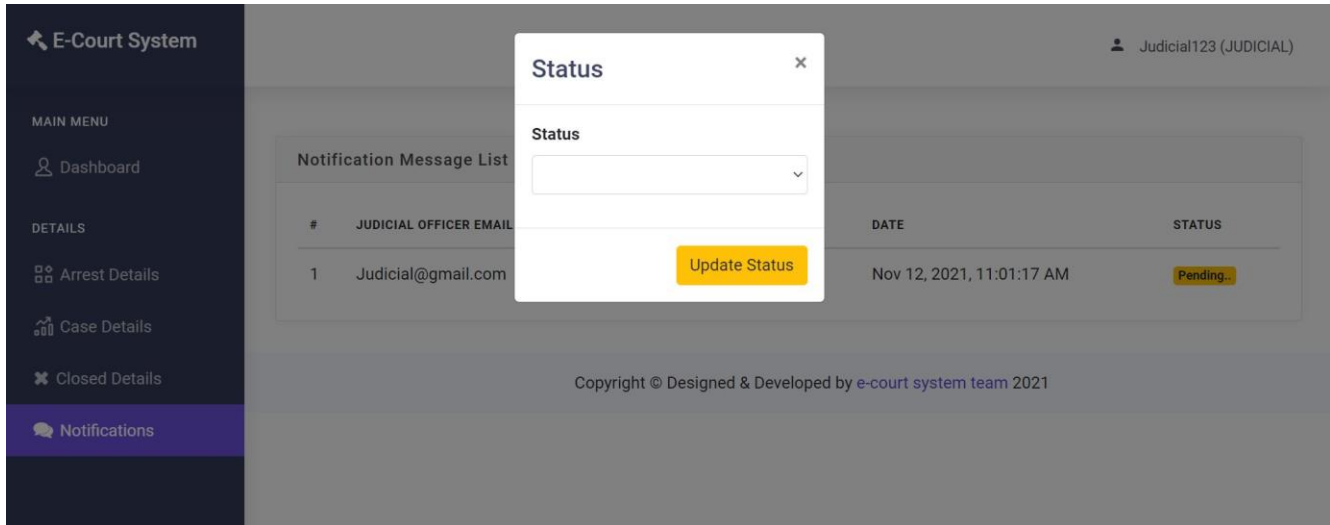 E-Court System
Judicial123 (JUDICIAL)
Status
×
MAIN MENU
Status
Dashboard
Notification Message List
DETAILS
# JUDICIAL OFFICER EMAIL DATE STATUS
Arrest Details
1 Judicial@gmail.com Nov 12, 2021, 11:01:17 AM Pending..
Update Status
Case Details
Closed Details
Copyright © Designed & Developed by e-court system team 2021
Notifications